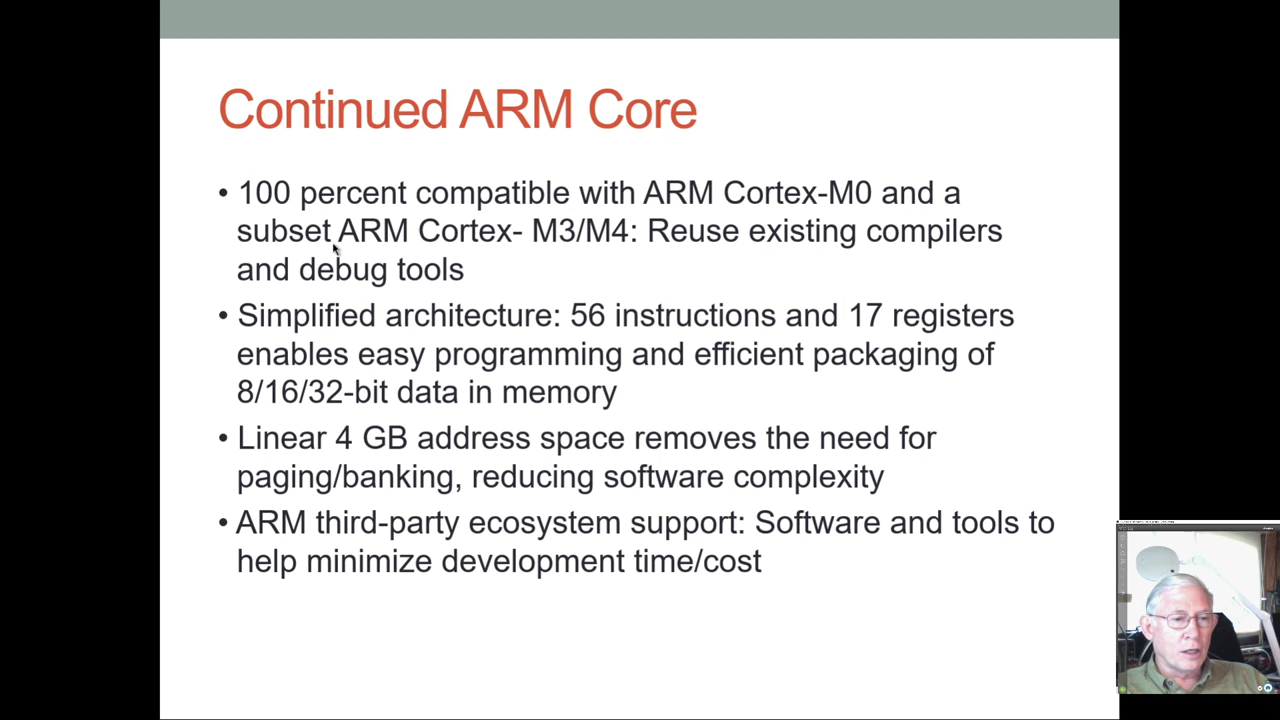 Continued ARM Core
• 100 percent compatible with ARM Cortex-M0 and a
subset ARM Cortex- M3/M4: Reuse existing compilers
and debug tools
• Simplified architecture: 56 instructions and 17 registers
enables easy programming and efficient packaging of
8/16/32-bit data in memory
• Linear 4 GB address space removes the need for
paging/banking, reducing software complexity
• ARM third-party ecosystem support: Software and tools to
help minimize development time/cost